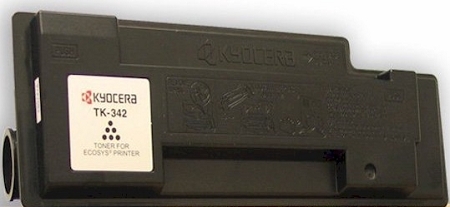 KYOCERA
KYOCERA
TK-342
TONER FOR
ECOSYS® PRINTER